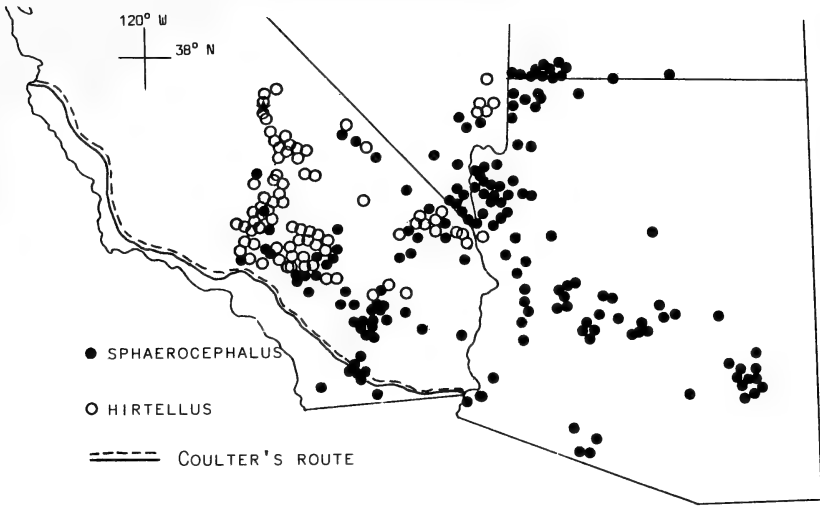 120° W
38° N
● SPHAEROCEPHALUS
○ HIRTELLUS
COULTER'S ROUTE